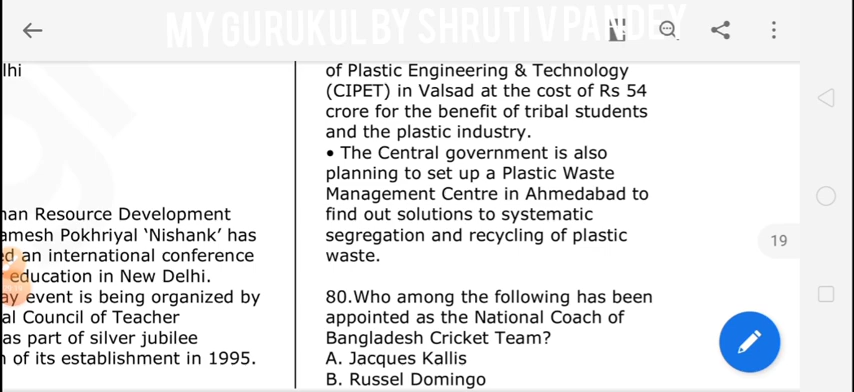 MY GURUKUL BY SHRUTI V PANDEY
lhi
nan Resource Development
amesh Pokhriyal ‘Nishank’ has
ed an international conference
education in New Delhi.
ay event is being organized by
al Council of Teacher
as part of silver jubilee
of its establishment in 1995.
of Plastic Engineering & Technology
(CIPET) in Valsad at the cost of Rs 54
crore for the benefit of tribal students
and the plastic industry.
• The Central government is also
planning to set up a Plastic Waste
Management Centre in Ahmedabad to
find out solutions to systematic
segregation and recycling of plastic
waste.
80.Who among the following has been
appointed as the National Coach of
Bangladesh Cricket Team?
A. Jacques Kallis
B. Russel Domingo
19